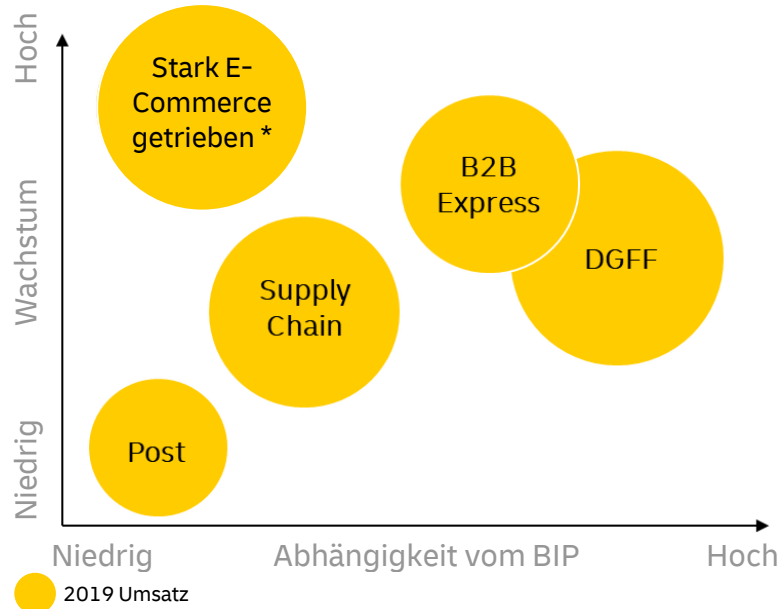 Hoch
Wachstum
Niedrig
Stark E-
Commerce
getrieben *
B2B
Express
DGFF
Supply
Chain
Post
Niedrig
Abhängigkeit vom BIP
Hoch
2019 Umsatz